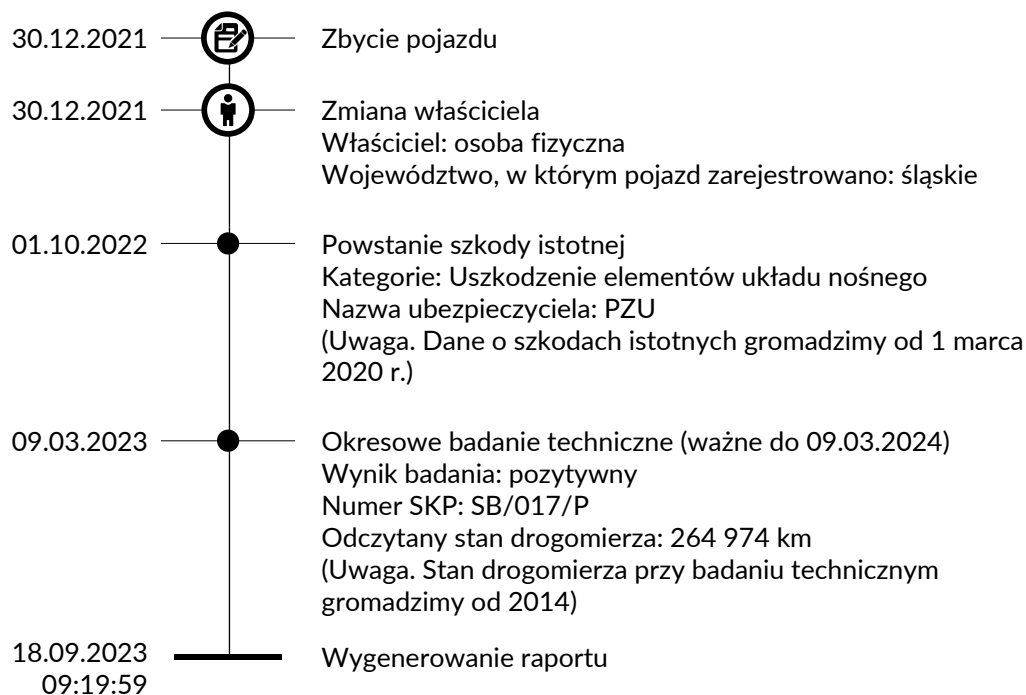 30.12.2021 Zbycie pojazdu
30.12.2021 Zmiana właściciela
Właściciel: osoba fizyczna
Województwo, w którym pojazd zarejestrowano: śląskie
01.10.2022 Powstanie szkody istotnej
Kategorie: Uszkodzenie elementów układu nośnego
Nazwa ubezpieczyciela: PZU
(Uwaga. Dane o szkodach istotnych gromadzimy od 1 marca
2020 r.)
09.03.2023 Okresowe badanie techniczne (ważne do 09.03.2024)
Wynik badania: pozytywny
Numer SKP: SB/017/P
Odczytany stan drogomierza: 264 974 km
(Uwaga. Stan drogomierza przy badaniu technicznym
gromadzimy od 2014)
18.09.2023 Wygenerowanie raportu
09:19:59